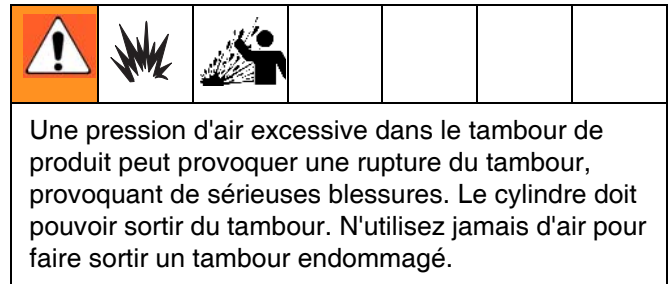 Une pression d'air excessive dans le tambour de
produit peut provoquer une rupture du tambour,
provoquant de sérieuses blessures. Le cylindre doit
pouvoir sortir du tambour. N'utilisez jamais d'air pour
faire sortir un tambour endommagé.